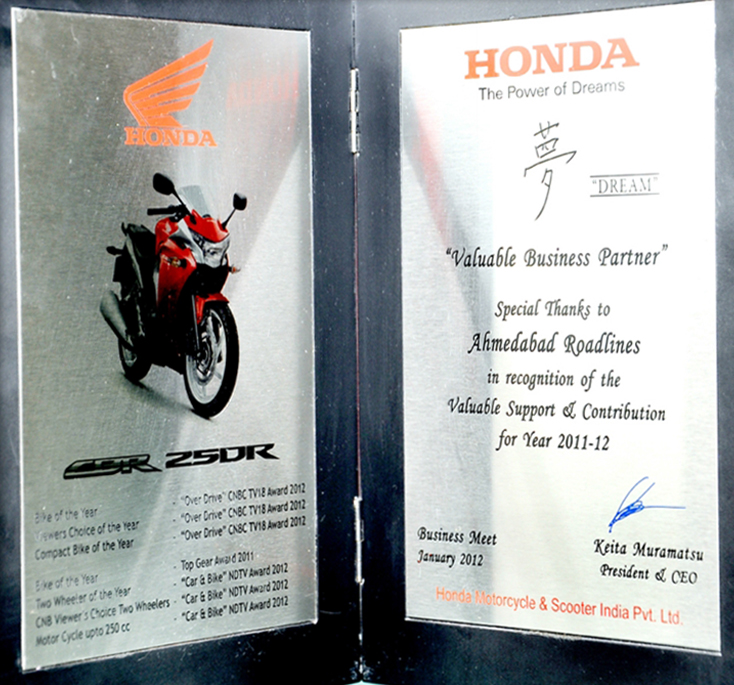 HONDA
CBR 250R
Bike of the Year - "Over Drive" CNBC TV18 Award 2012
Viewers Choice of the Year - "Over Drive" CNBC TV18 Award 2012
Compact Bike of the Year - "Over Drive" CNBC TV18 Award 2012
Bike of the Year - Top Gear Award 2011
Two Wheeler of the Year - "Car & Bike" NDTV Award 2012
CNB Viewer's Choice Two Wheelers - "Car & Bike" NDTV Award 2012
Motor Cycle upto 250 cc - "Car & Bike" NDTV Award 2012
HONDA
The Power of Dreams
夢
"DREAM"
"Valuable Business Partner"
Special Thanks to
Ahmedabad Roadlines
in recognition of the
Valuable Support & Contribution
for Year 2011-12
Business Meet
January 2012
Keita Muramatsu
President & CEO
Honda Motorcycle & Scooter India Pvt. Ltd.